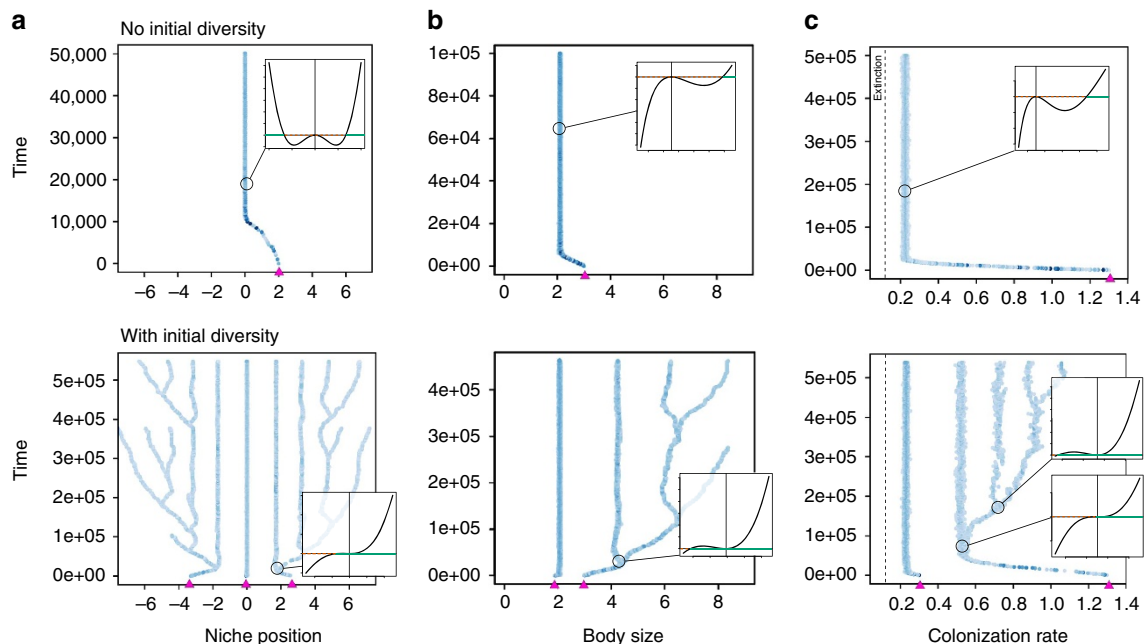 a
b
c
No initial diversity
50,000
40,000
30,000
20,000
10,000
0
Time
−6 −4 −2 0 2 4 6
1e+05
8e+04
6e+04
4e+04
2e+04
0e+00
0 2 4 6 8
Extinction
5e+05
4e+05
3e+05
2e+05
1e+05
0e+00
0.2 0.4 0.6 0.8 1.0 1.2 1.4
With initial diversity
5e+05
4e+05
3e+05
2e+05
1e+05
0e+00
Time
−6 −4 −2 0 2 4 6
Niche position
4e+05
3e+05
2e+05
1e+05
0e+00
0 2 4 6 8
Body size
5e+05
4e+05
3e+05
2e+05
1e+05
0e+00
0.2 0.4 0.6 0.8 1.0 1.2 1.4
Colonization rate